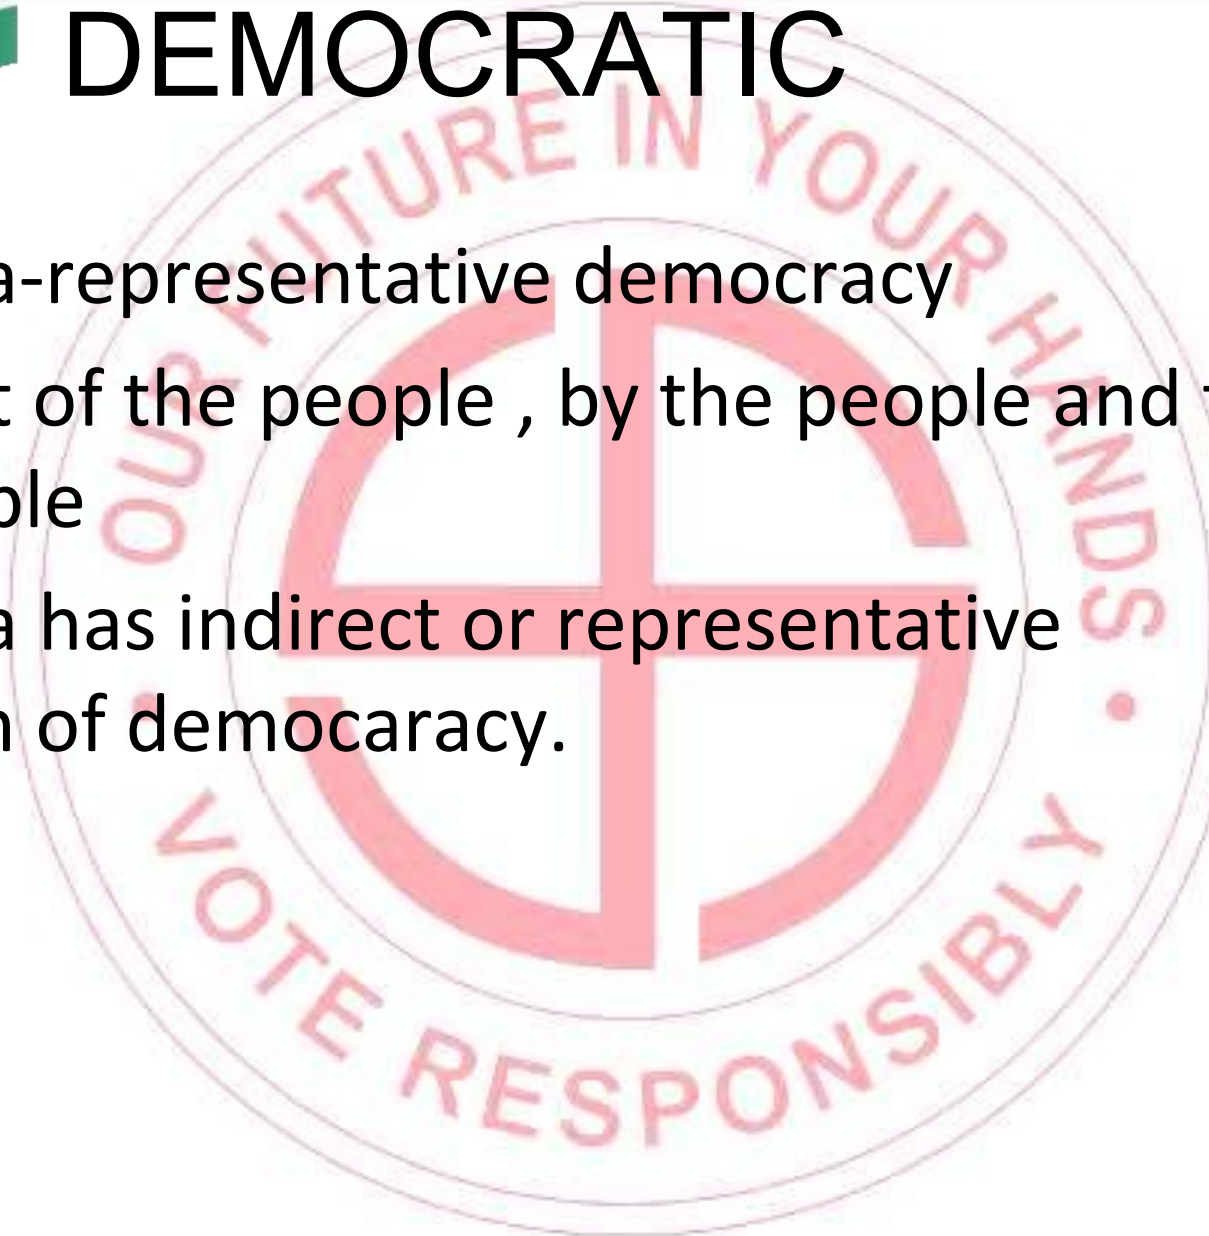 DEMOCRATIC
a-representative democracy
t of the people , by the people and
ple
a has indirect or representative
of democaracy.
OUR FUTURE IN YOUR HANDS
VOTE RESPONSIBLY